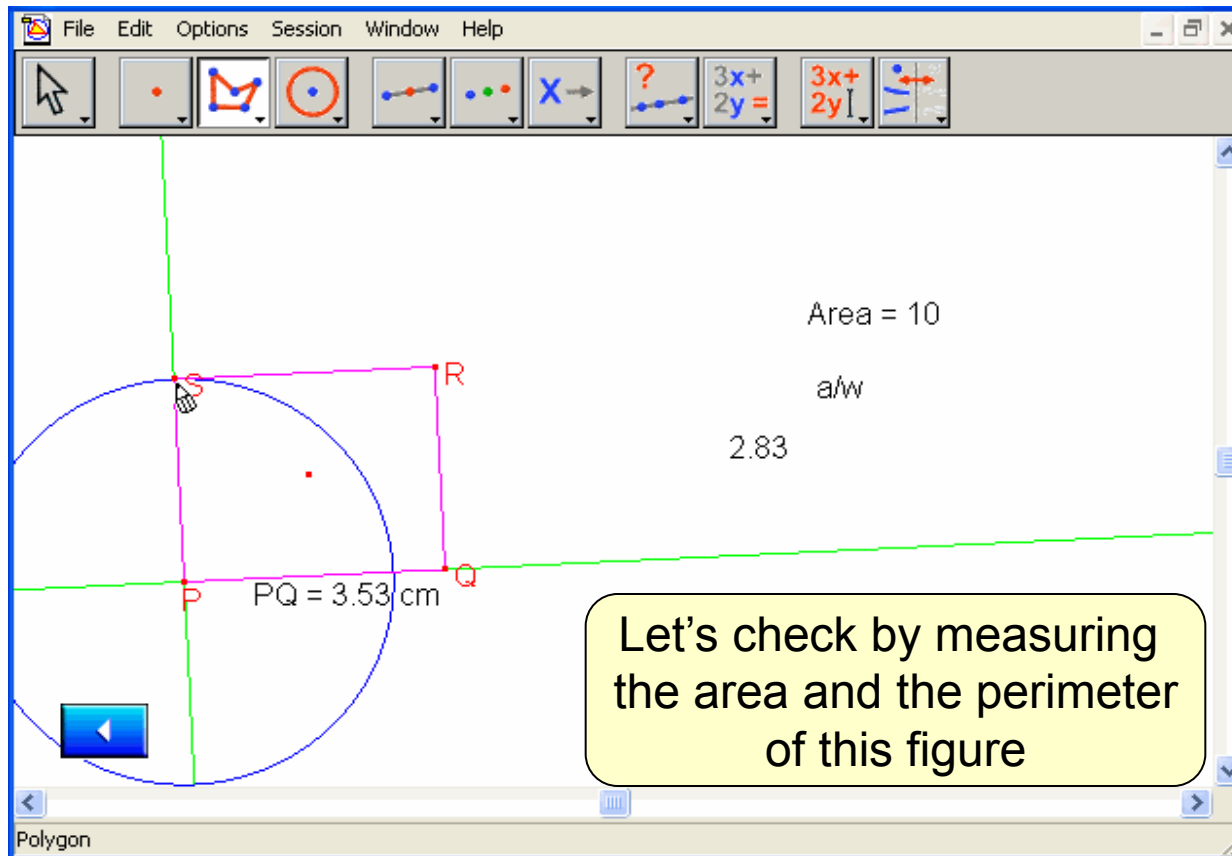 File Edit Options Session Window Help
? 3x+ 2y = 3x+ 2y
X
Area = 10
S
R
a/w
2.83
P
Q
PQ = 3.53 cm
Let's check by measuring
the area and the perimeter
of this figure
Polygon